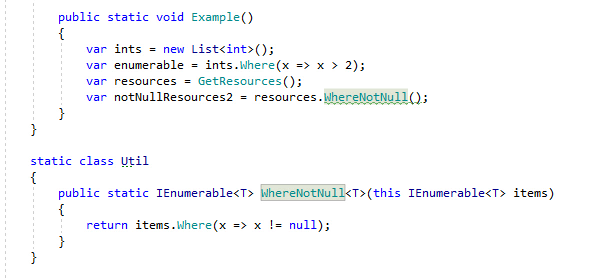 public static void Example()
{
var ints = new List<int>();
var enumerable = ints.Where(x => x > 2);
var resources = GetResources();
var notNullResources2 = resources.WhereNotNull();
}
}
static class Util
{
public static IEnumerable<T> WhereNotNull<T>(this IEnumerable<T> items)
{
return items.Where(x => x != null);
}
}